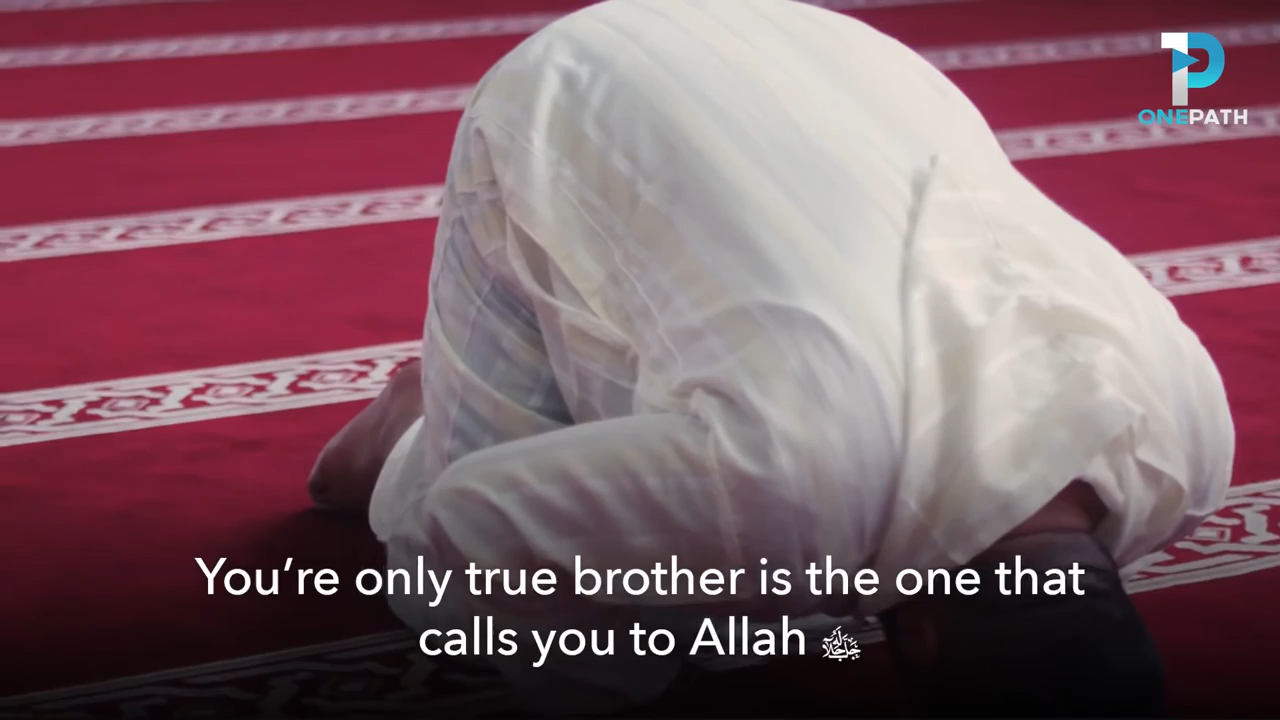 ONEPATH
You're only true brother is the one that
calls you to Allah ﷻ